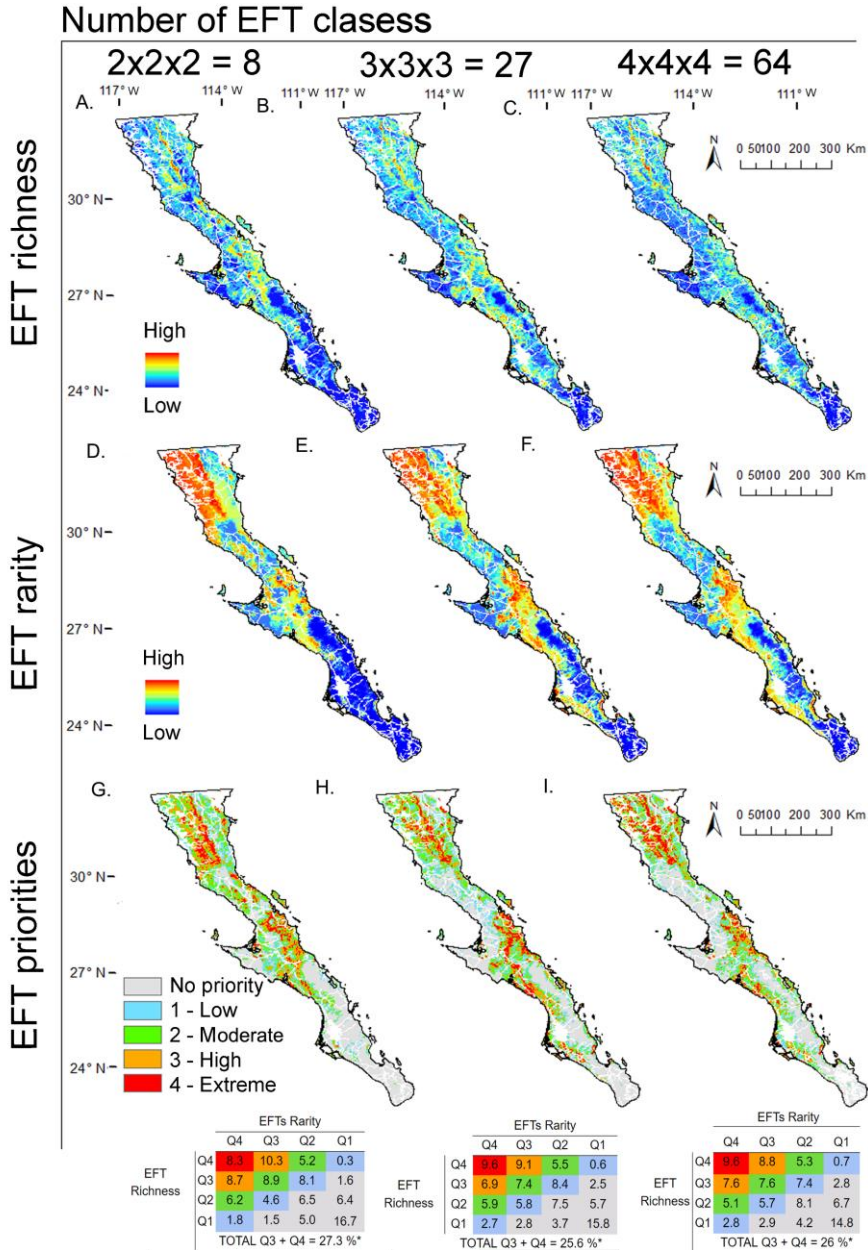 Number of EFT clasess
2x2x2 = 8 3x3x3 = 27 4x4x4 = 64
117° W 114° W 111° W 117° W 114° W 111° W 117° W 114° W 111° W
A. B. C.
N
0 50100 200 300 Km
30° N
27° N
24° N
High
Low
EFT richness
D. E. F.
N
0 50100 200 300 Km
30° N
27° N
24° N
High
Low
EFT rarity
G. H. I.
N
0 50100 200 300 Km
30° N
27° N
24° N
No priority
1 - Low
2 - Moderate
3 - High
4 - Extreme
EFT priorities
EFTs Rarity
Q4 Q3 Q2 Q1
EFT Richness
Q4 8.3 10.3 5.2 0.3
Q3 8.7 8.9 8.1 1.6
Q2 6.2 4.6 6.5 6.4
Q1 1.8 1.5 5.0 16.7
TOTAL Q3 + Q4 = 27.3 %*
EFTs Rarity
Q4 Q3 Q2 Q1
EFT Richness
Q4 9.6 9.1 5.5 0.6
Q3 6.9 7.4 8.4 2.5
Q2 5.9 5.8 7.5 5.7
Q1 2.7 2.8 3.7 15.8
TOTAL Q3 + Q4 = 25.6 %*
EFTs Rarity
Q4 Q3 Q2 Q1
EFT Richness
Q4 9.6 8.8 5.3 0.7
Q3 7.6 7.6 7.4 2.8
Q2 5.1 5.7 8.1 6.7
Q1 2.8 2.9 4.2 14.8
TOTAL Q3 + Q4 = 26 %*